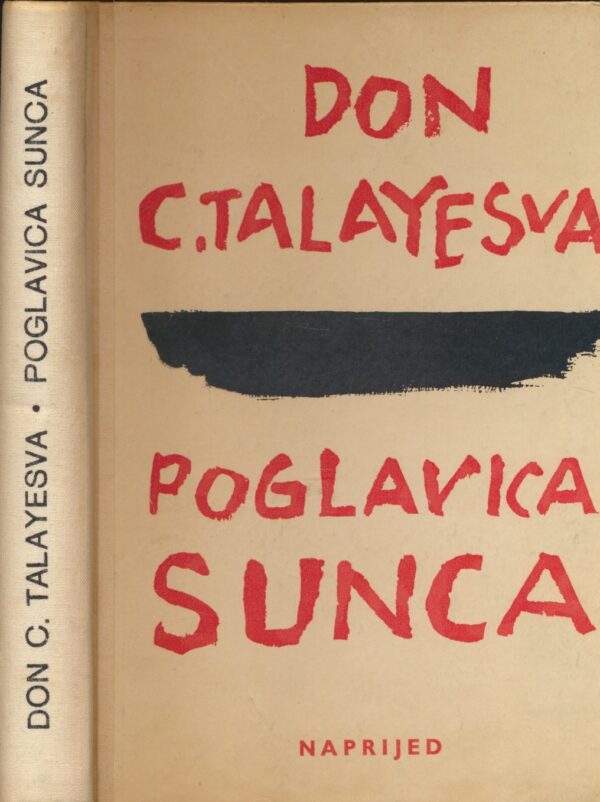 DON C. TALAYESVA • POGLAVICA SUNCA
DON
C.TALAYESVA
POGLAVICA
SUNCA
NAPRIJED